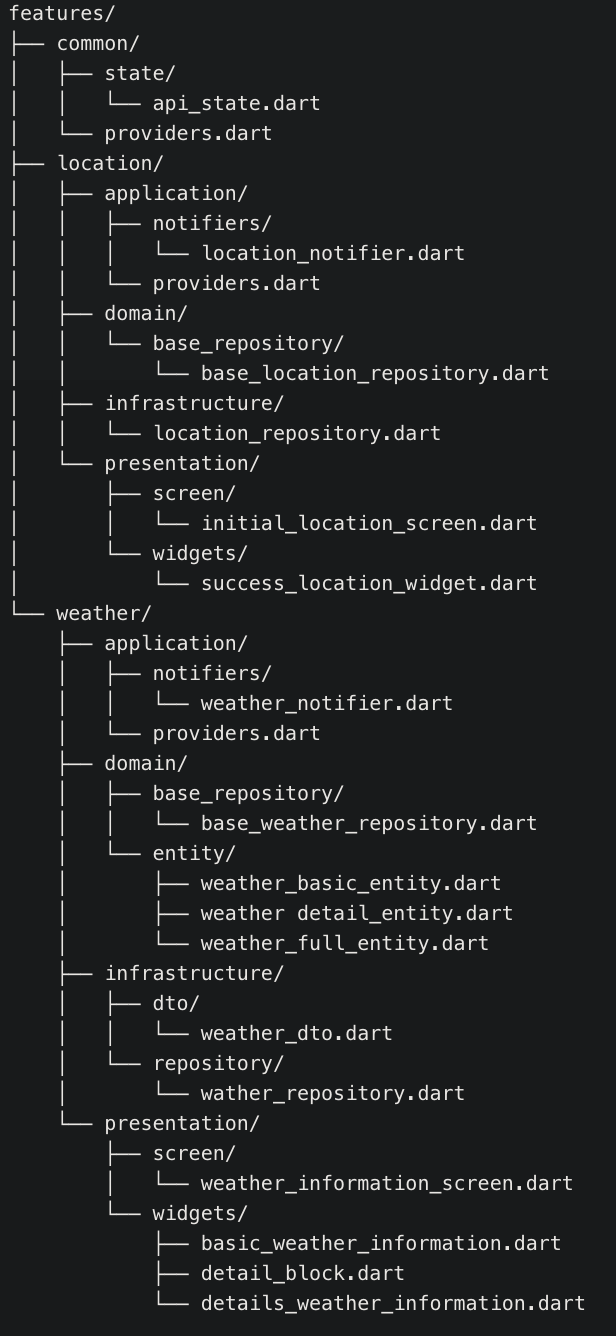 features/
├── common/
│   ├── state/
│   │   └── api_state.dart
│   └── providers.dart
├── location/
│   ├── application/
│   │   ├── notifiers/
│   │   │   └── location_notifier.dart
│   │   └── providers.dart
│   ├── domain/
│   │   └── base_repository/
│   │       └── base_location_repository.dart
│   ├── infrastructure/
│   │   └── location_repository.dart
│   └── presentation/
│       ├── screen/
│       │   └── initial_location_screen.dart
│       └── widgets/
│           └── success_location_widget.dart
└── weather/
    ├── application/
    │   ├── notifiers/
    │   │   └── weather_notifier.dart
    │   └── providers.dart
    ├── domain/
    │   ├── base_repository/
    │   │   └── base_weather_repository.dart
    │   └── entity/
    │       ├── weather_basic_entity.dart
    │       ├── weather detail_entity.dart
    │       └── weather_full_entity.dart
    ├── infrastructure/
    │   ├── dto/
    │   │   └── weather_dto.dart
    │   └── repository/
    │       └── wather_repository.dart
    └── presentation/
        ├── screen/
        │   └── weather_information_screen.dart
        └── widgets/
            ├── basic_weather_information.dart
            ├── detail_block.dart
            └── details_weather_information.dart